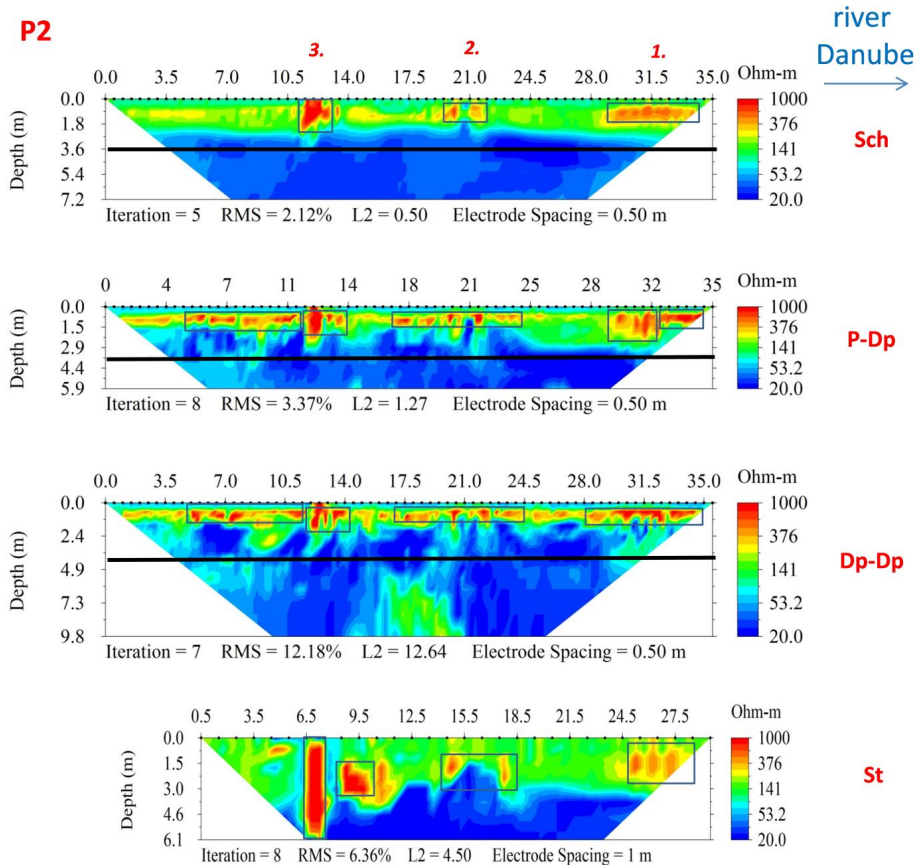 P2
river
Danube
3. 2. 1.
0.0 3.5 7.0 10.5 14.0 17.5 21.0 24.5 28.0 31.5 35.0 Ohm-m
0.0 1000
1.8 376
3.6 141
5.4 53.2
7.2 20.0
Depth (m)
Sch
Iteration = 5 RMS = 2.12% L2 = 0.50 Electrode Spacing = 0.50 m
0 4 7 11 14 18 21 25 28 32 35 Ohm-m
0.0 1000
1.5 376
2.9 141
4.4 53.2
5.9 20.0
Depth (m)
P-Dp
Iteration = 8 RMS = 3.37% L2 = 1.27 Electrode Spacing = 0.50 m
0.0 3.5 7.0 10.5 14.0 17.5 21.0 24.5 28.0 31.5 35.0 Ohm-m
0.0 1000
2.4 376
4.9 141
7.3 53.2
9.8 20.0
Depth (m)
Dp-Dp
Iteration = 7 RMS = 12.18% L2 = 12.64 Electrode Spacing = 0.50 m
0.5 3.5 6.5 9.5 12.5 15.5 18.5 21.5 24.5 27.5 Ohm-m
0.0 1000
1.5 376
3.0 141
4.6 53.2
6.1 20.0
Depth (m)
St
Iteration = 8 RMS = 6.36% L2 = 4.50 Electrode Spacing = 1 m